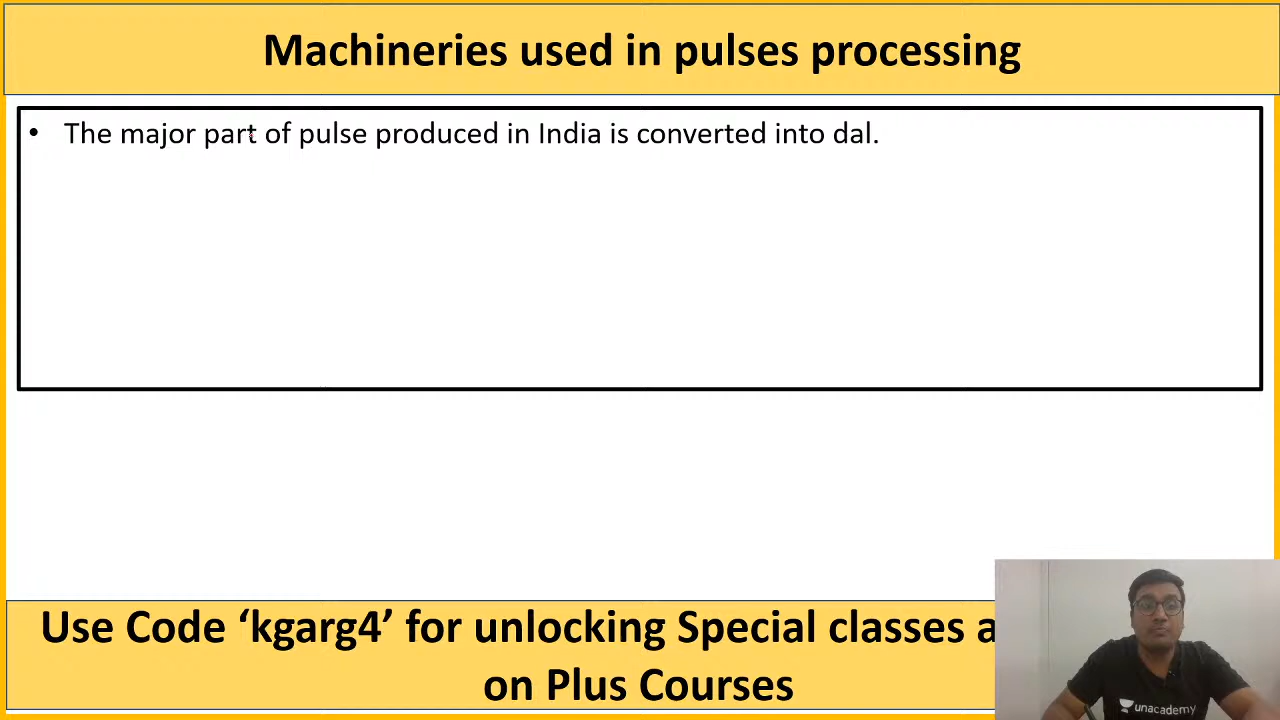 Machineries used in pulses processing
• The major part of pulse produced in India is converted into dal.
Use Code ‘kgarg4’ for unlocking Special classes a
on Plus Courses
unacademy